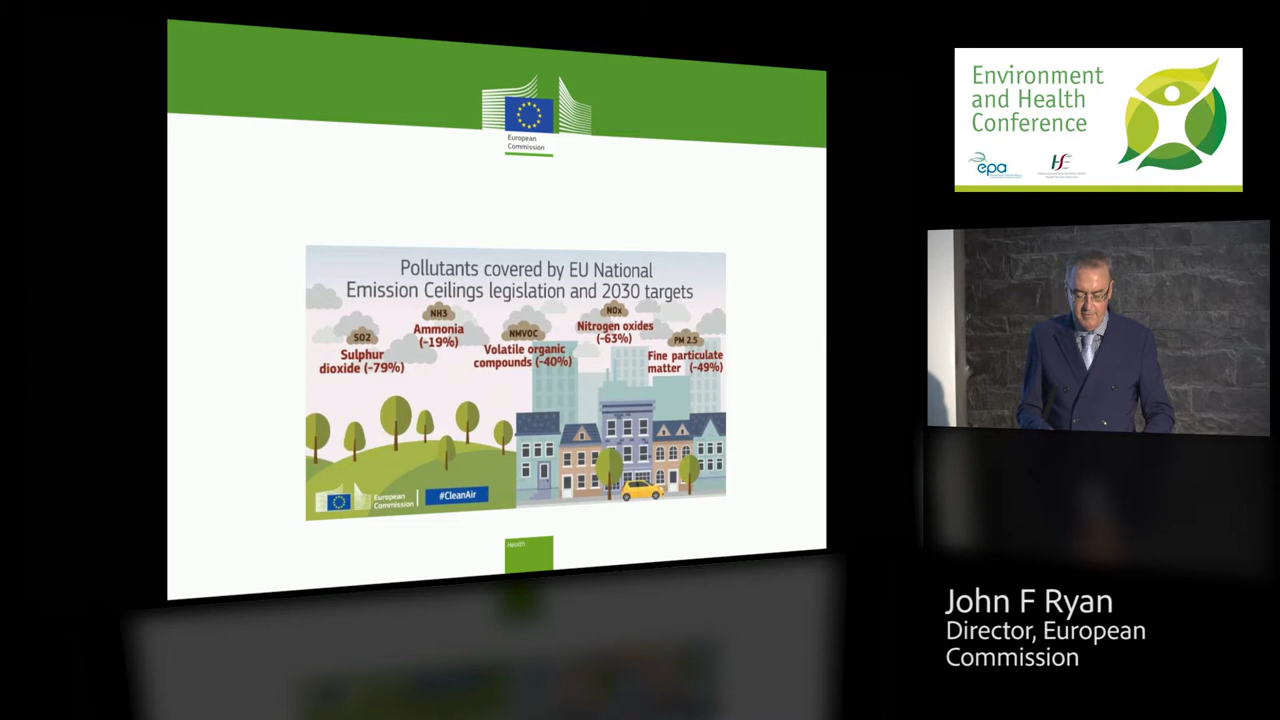 European
Commission
Pollutants covered by EU National
Emission Ceilings legislation and 2030 targets
SO2
Sulphur
dioxide (-79%)
NH3
Ammonia
(-19%)
NMVOC
Volatile organic
compounds (-40%)
NOx
Nitrogen oxides
(-63%)
PM 2.5
Fine particulate
matter (-49%)
European
Commission
#CleanAir
Health
Environment
and Health
Conference
epa
John F Ryan
Director, European
Commission